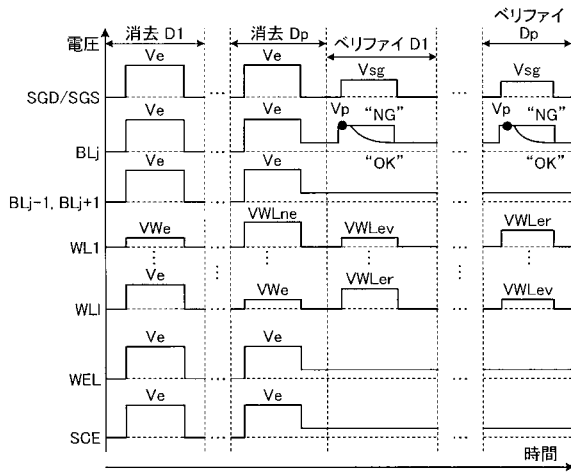 電圧
消去 D1
消去 Dp
ベリファイ D1
ベリファイ
Dp
SGD/SGS
Ve
...
Ve
Vsg
...
Vsg
BLj
Ve
...
Ve
Vp
“NG”
“OK”
...
Vp
“NG”
“OK”
BLj-1, BLj+1
Ve
...
Ve
...
WL1
VWe
...
VWLne
VWLev
...
VWLer
WLl
Ve
...
VWe
VWLer
...
VWLev
WEL
Ve
...
Ve
...
SCE
Ve
...
Ve
...
時間